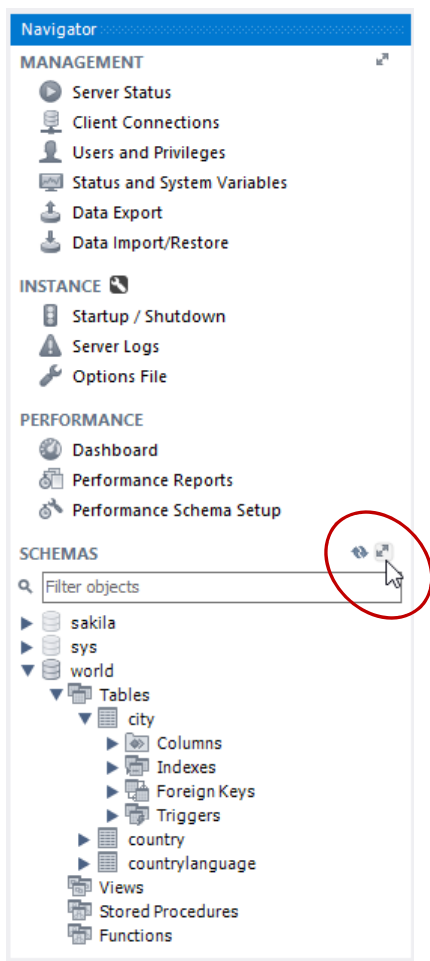 Navigator
MANAGEMENT
Server Status
Client Connections
Users and Privileges
Status and System Variables
Data Export
Data Import/Restore
INSTANCE
Startup / Shutdown
Server Logs
Options File
PERFORMANCE
Dashboard
Performance Reports
Performance Schema Setup
SCHEMAS
Filter objects
sakila
sys
world
Tables
city
Columns
Indexes
Foreign Keys
Triggers
country
countrylanguage
Views
Stored Procedures
Functions